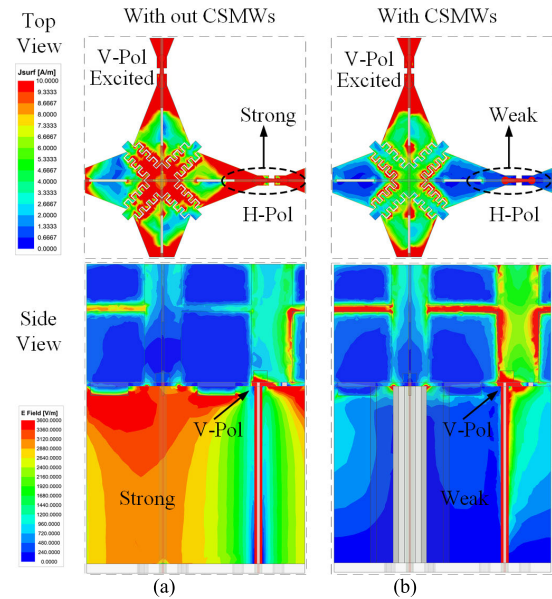 Top
View
With out CSMWs
With CSMWs
Jsurf [A/m]
10.0000
9.3333
8.6667
8.0000
7.3333
6.6667
6.0000
5.3333
4.6667
4.0000
3.3333
2.6667
2.0000
1.3333
0.6667
0.0000
V-Pol
Excited
Strong
H-Pol
V-Pol
Excited
Weak
H-Pol
Side
View
E Field [V/m]
3600.0000
3360.0000
3120.0000
2880.0000
2640.0000
2400.0000
2160.0000
1920.0000
1680.0000
1440.0000
1200.0000
960.0000
720.0000
480.0000
240.0000
V-Pol
Strong
V-Pol
Weak
(a)
(b)